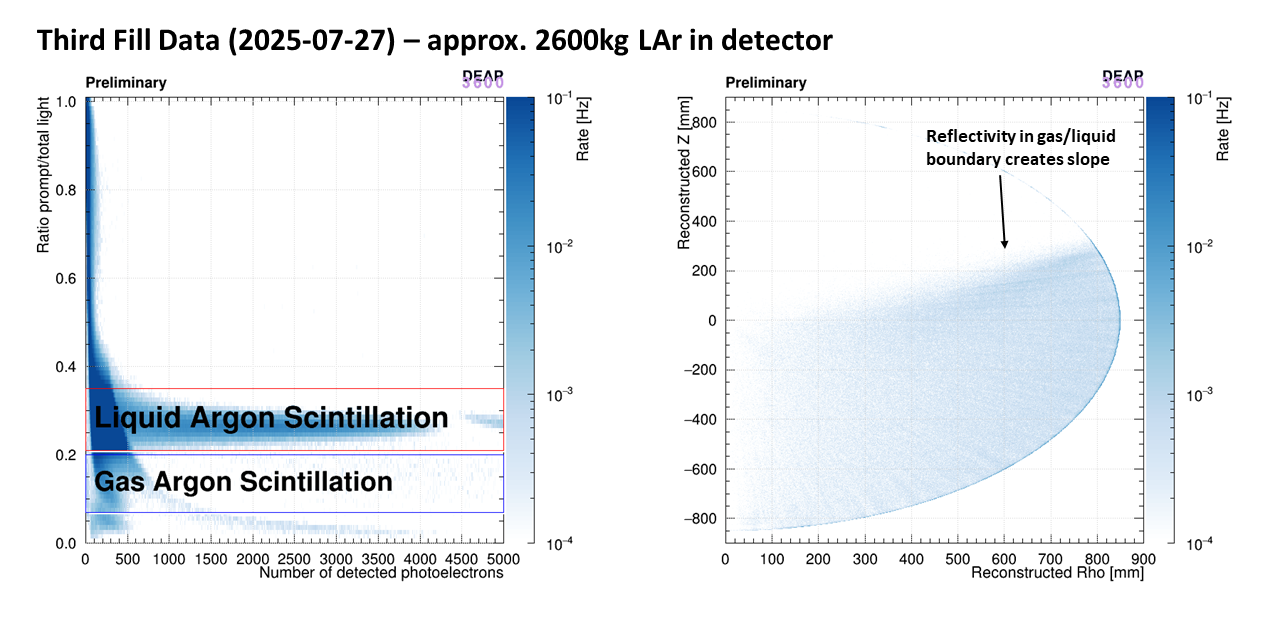 Third Fill Data (2025-07-27) – approx. 2600kg LAr in detector
Preliminary
DEAP
3600
Ratio prompt/total light
1.0
0.8
0.6
0.4
0.2
0.0
Liquid Argon Scintillation
Gas Argon Scintillation
0 500 1000 1500 2000 2500 3000 3500 4000 4500 5000
Number of detected photoelectrons
Rate [Hz]
10⁻¹
10⁻²
10⁻³
10⁻⁴
Preliminary
DEAP
3600
Reconstructed Z [mm]
800
600
400
200
0
−200
−400
−600
−800
Reflectivity in gas/liquid
boundary creates slope
0 100 200 300 400 500 600 700 800 900
Reconstructed Rho [mm]
Rate [Hz]
10⁻¹
10⁻²
10⁻³
10⁻⁴